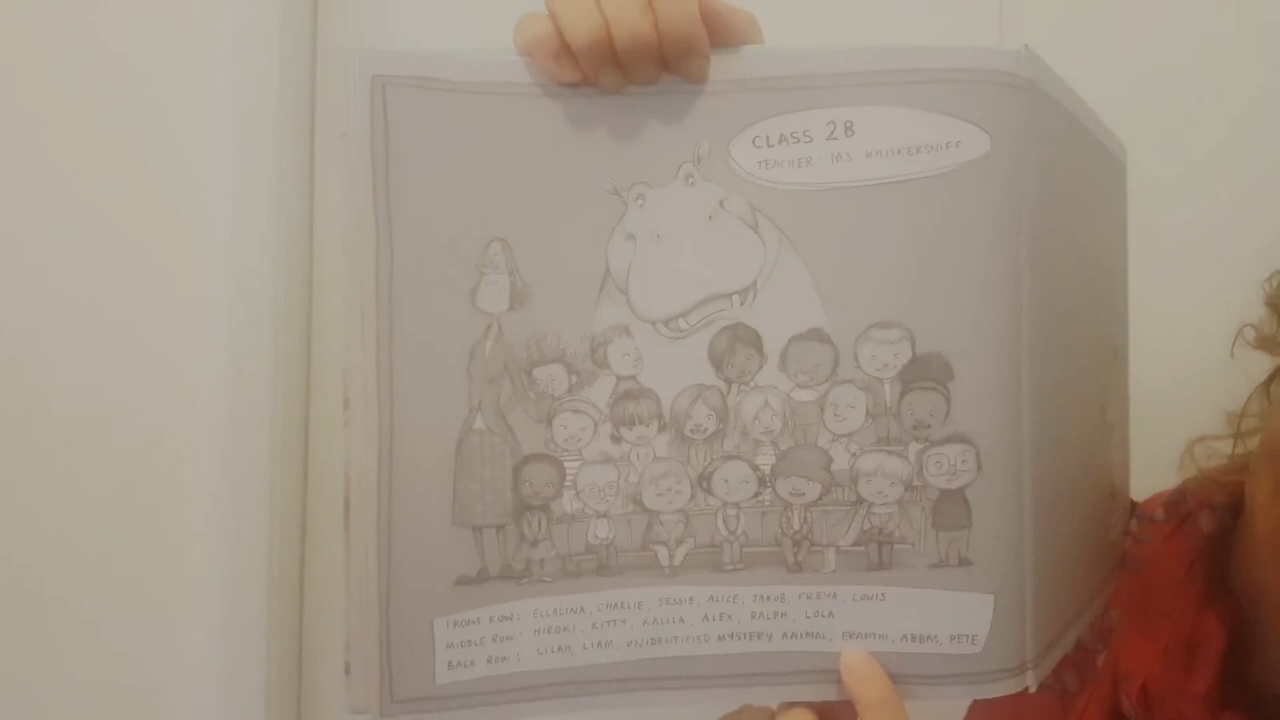 CLASS 2B
TEACHER: MS WHISKERSNIFF
FRONT ROW: ELLALINA, CHARLIE, JESSIE, ALICE, JAKOB, FREYA, LOUIS
MIDDLE ROW: HIROKI, KITTY, KALILA, ALEX, RALPH, LOLA
BACK ROW: LILAH, LIAM, UNIDENTIFIED MYSTERY ANIMAL, ERANTHI, ABBAS, PETE